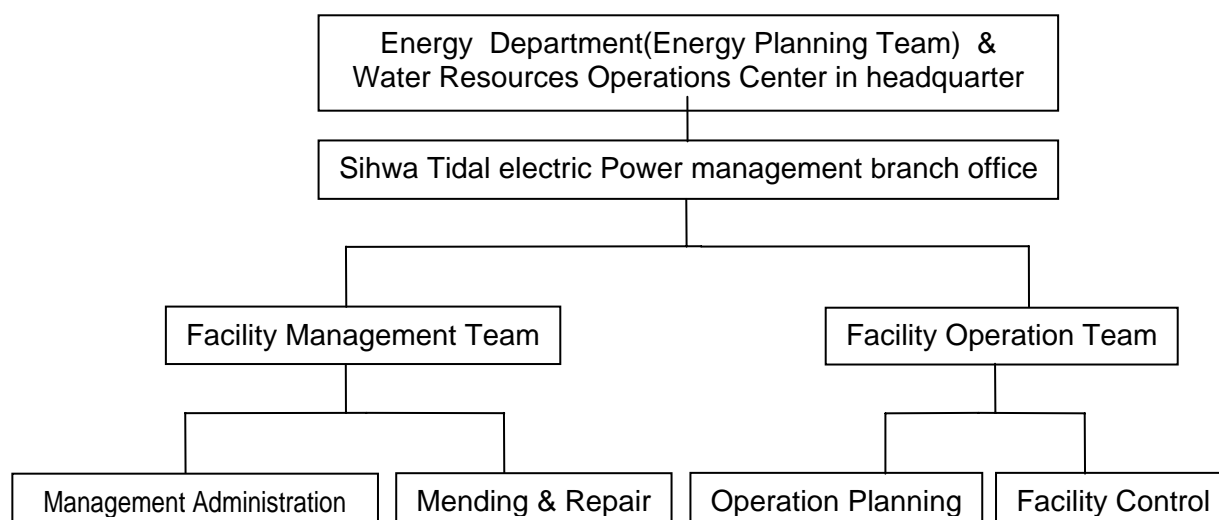 Energy Department(Energy Planning Team) &
Water Resources Operations Center in headquarter
Sihwa Tidal electric Power management branch office
Facility Management Team
Facility Operation Team
Management Administration
Mending & Repair
Operation Planning
Facility Control